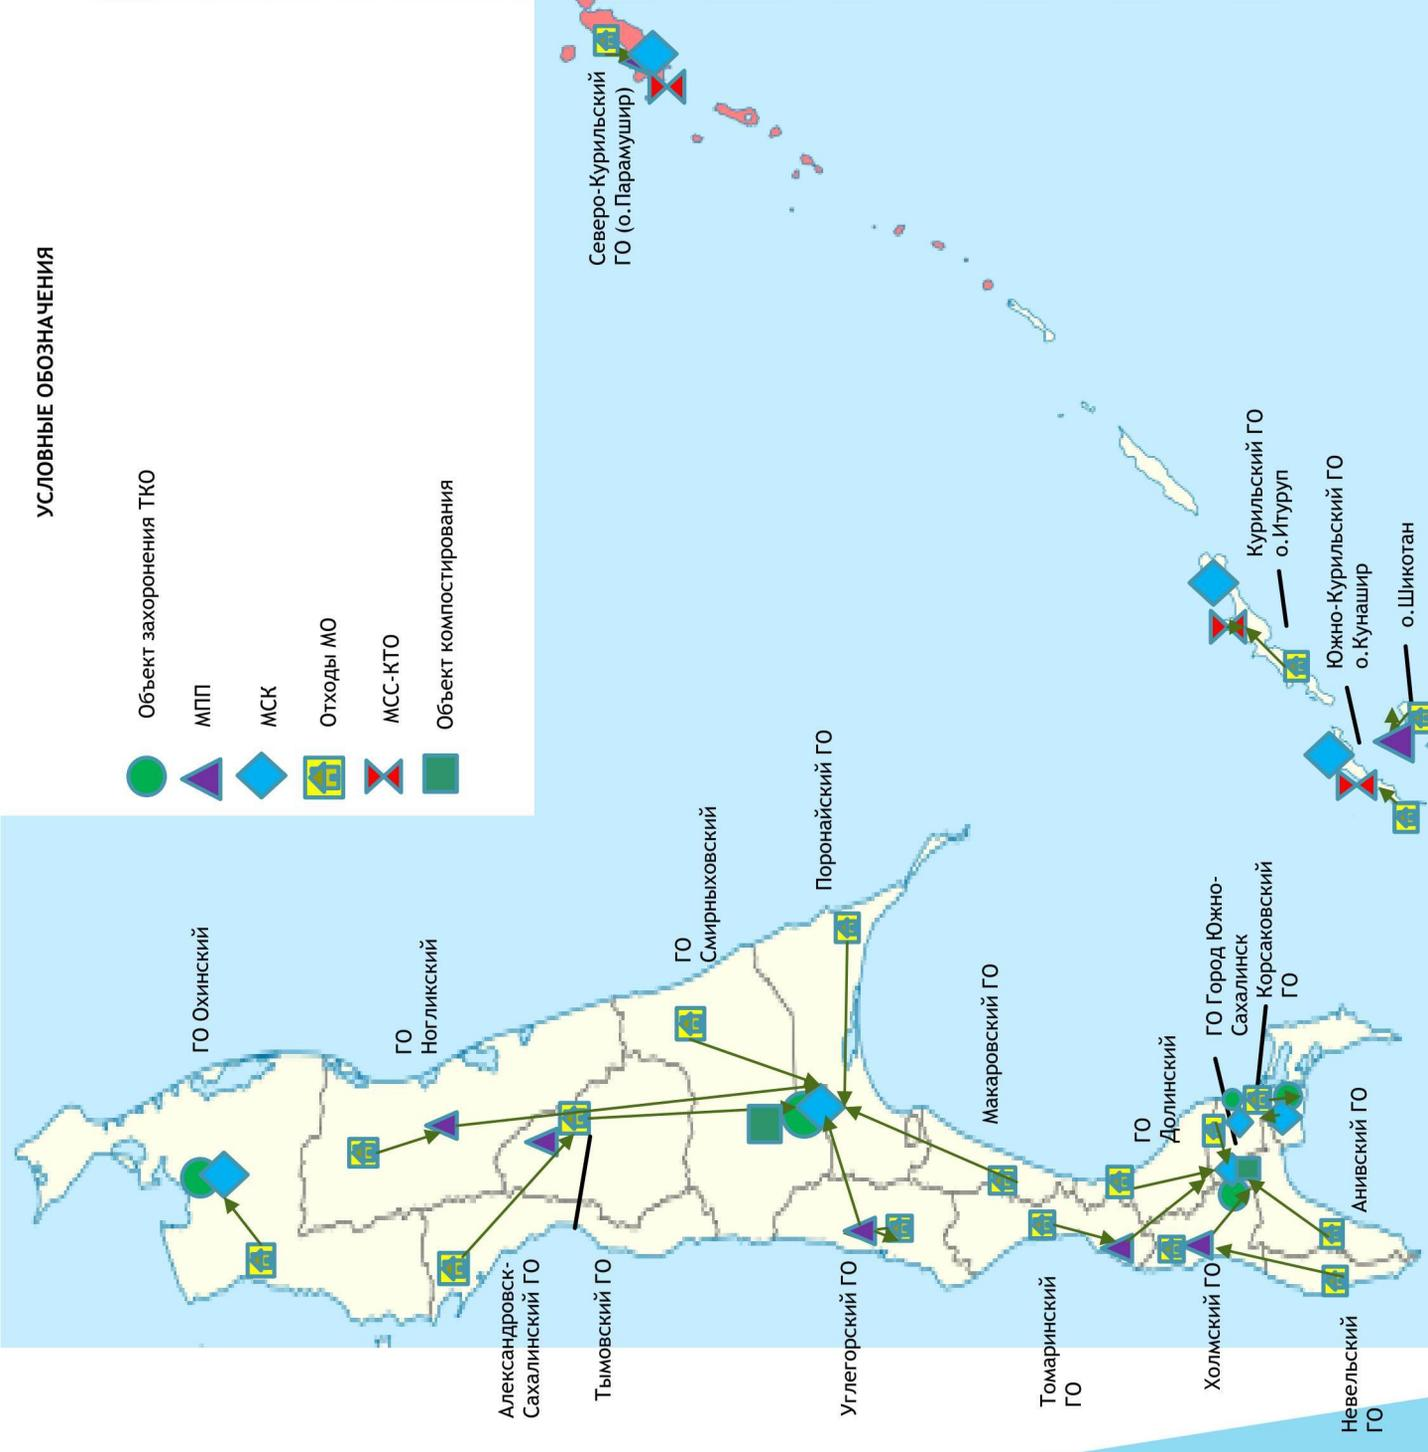 УСЛОВНЫЕ ОБОЗНАЧЕНИЯ
Объект захоронения ТКО
МПП
МСК
Отходы МО
МСС-КТО
Объект компостирования
Северо-Курильский
ГО (о.Парамушир)
Курильский ГО
о.Итуруп
Южно-Курильский ГО
о.Кунашир
о.Шикотан
ГО Охинский
ГО
Ногликский
ГО
Смирныховский
Поронайский ГО
Макаровский ГО
ГО
Долинский
ГО Город Южно-
Сахалинск
Корсаковский
ГО
Анивский ГО
Александровск-
Сахалинский ГО
Тымовский ГО
Углегорский ГО
Томаринский
ГО
Холмский ГО
Невельский
ГО